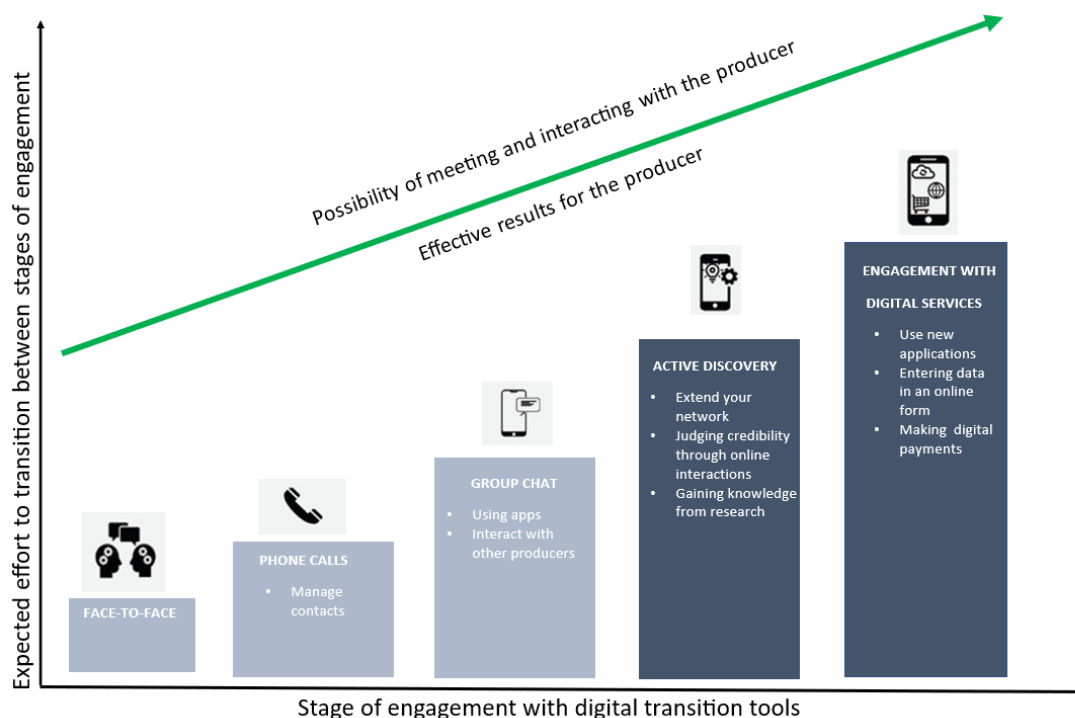 Expected effort to transition between stages of engagement
Possibility of meeting and interacting with the producer
Effective results for the producer
FACE-TO-FACE
PHONE CALLS
• Manage
contacts
GROUP CHAT
• Using apps
• Interact with
other producers
ACTIVE DISCOVERY
• Extend your
network
• Judging credibility
through online
interactions
• Gaining knowledge
from research
ENGAGEMENT WITH
DIGITAL SERVICES
• Use new
applications
• Entering data
in an online
form
• Making digital
payments
Stage of engagement with digital transition tools